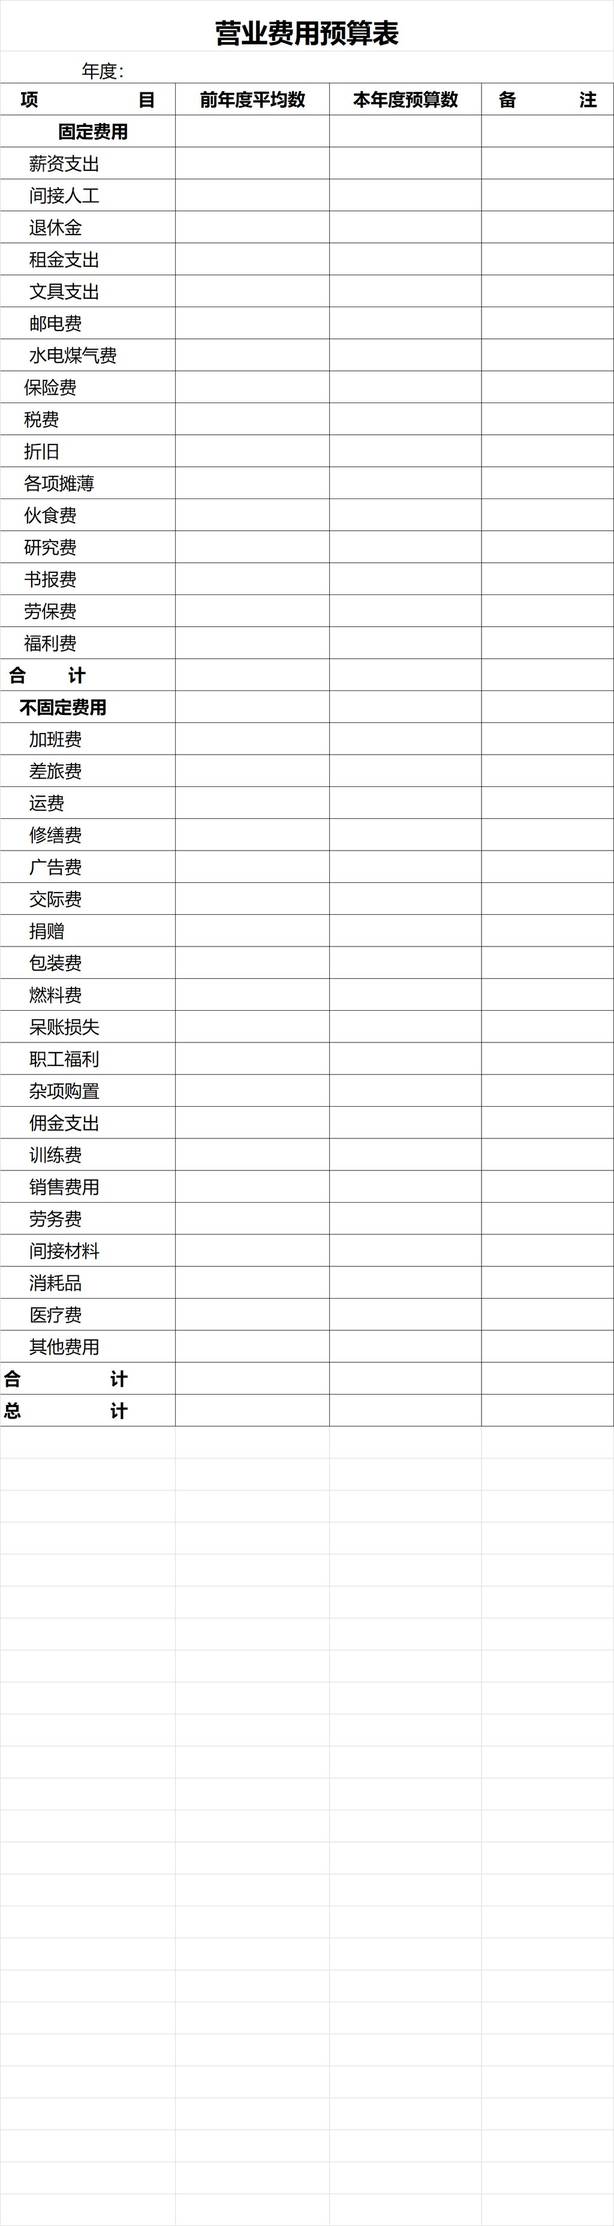 营业费用预算表
年度：
项 目 前年度平均数 本年度预算数 备 注
固定费用
薪资支出
间接人工
退休金
租金支出
文具支出
邮电费
水电煤气费
保险费
税费
折旧
各项摊薄
伙食费
研究费
书报费
劳保费
福利费
合 计
不固定费用
加班费
差旅费
运费
修缮费
广告费
交际费
捐赠
包装费
燃料费
呆账损失
职工福利
杂项购置
佣金支出
训练费
销售费用
劳务费
间接材料
消耗品
医疗费
其他费用
合 计
总 计